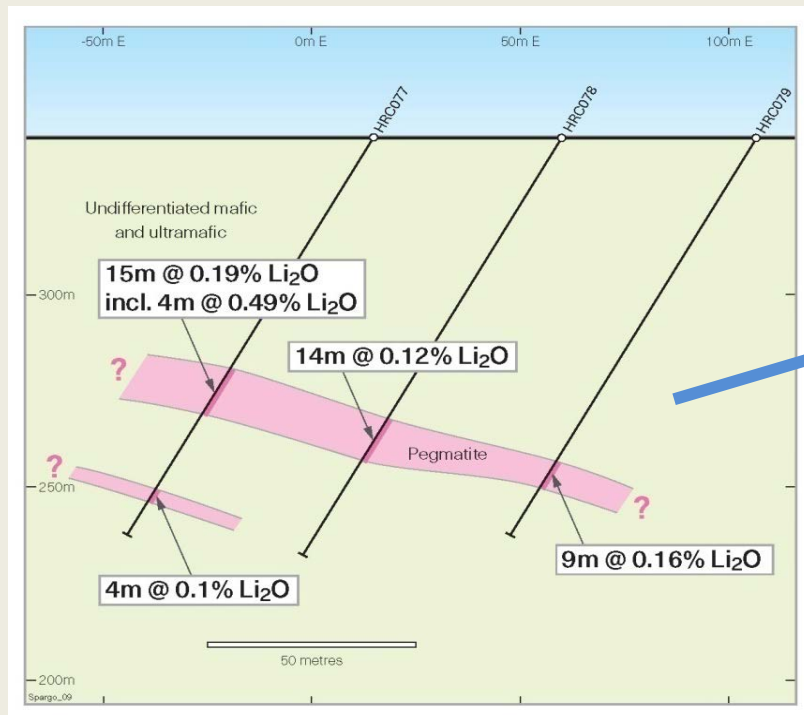 -50m E
0m E
50m E
100m E
HRC077
HRC078
HRC079
Undifferentiated mafic
and ultramafic
15m @ 0.19% Li₂O
incl. 4m @ 0.49% Li₂O
300m
14m @ 0.12% Li₂O
?
Pegmatite
?
250m
?
4m @ 0.1% Li₂O
9m @ 0.16% Li₂O
50 metres
200m
Spargo_09